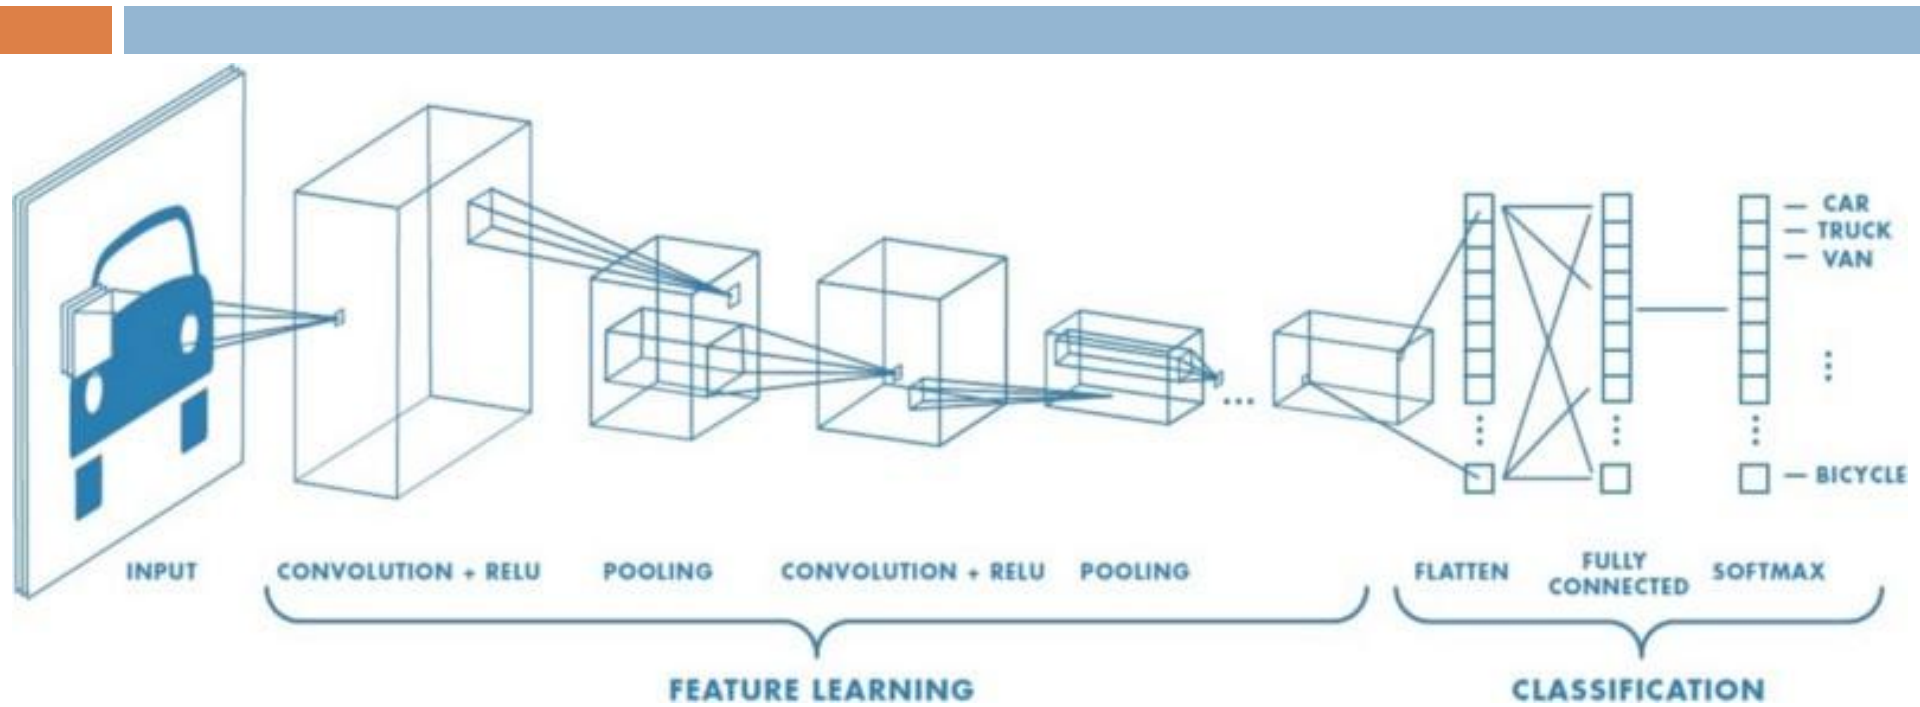 CAR
TRUCK
VAN
BICYCLE
INPUT
CONVOLUTION + RELU
POOLING
CONVOLUTION + RELU
POOLING
FLATTEN
FULLY
CONNECTED
SOFTMAX
FEATURE LEARNING
CLASSIFICATION